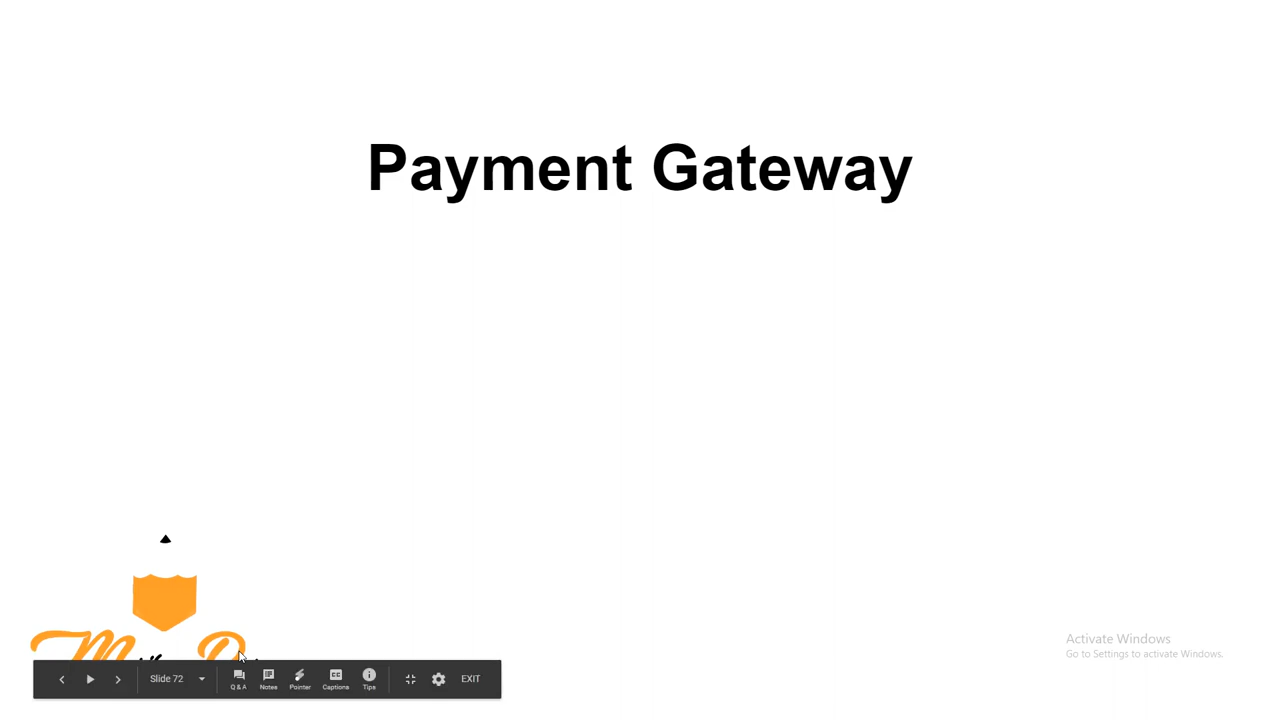 Payment Gateway
Activate Windows
Go to Settings to activate Windows.
Slide 72
Q & A
Notes
Pointer
Captions
Tips
EXIT